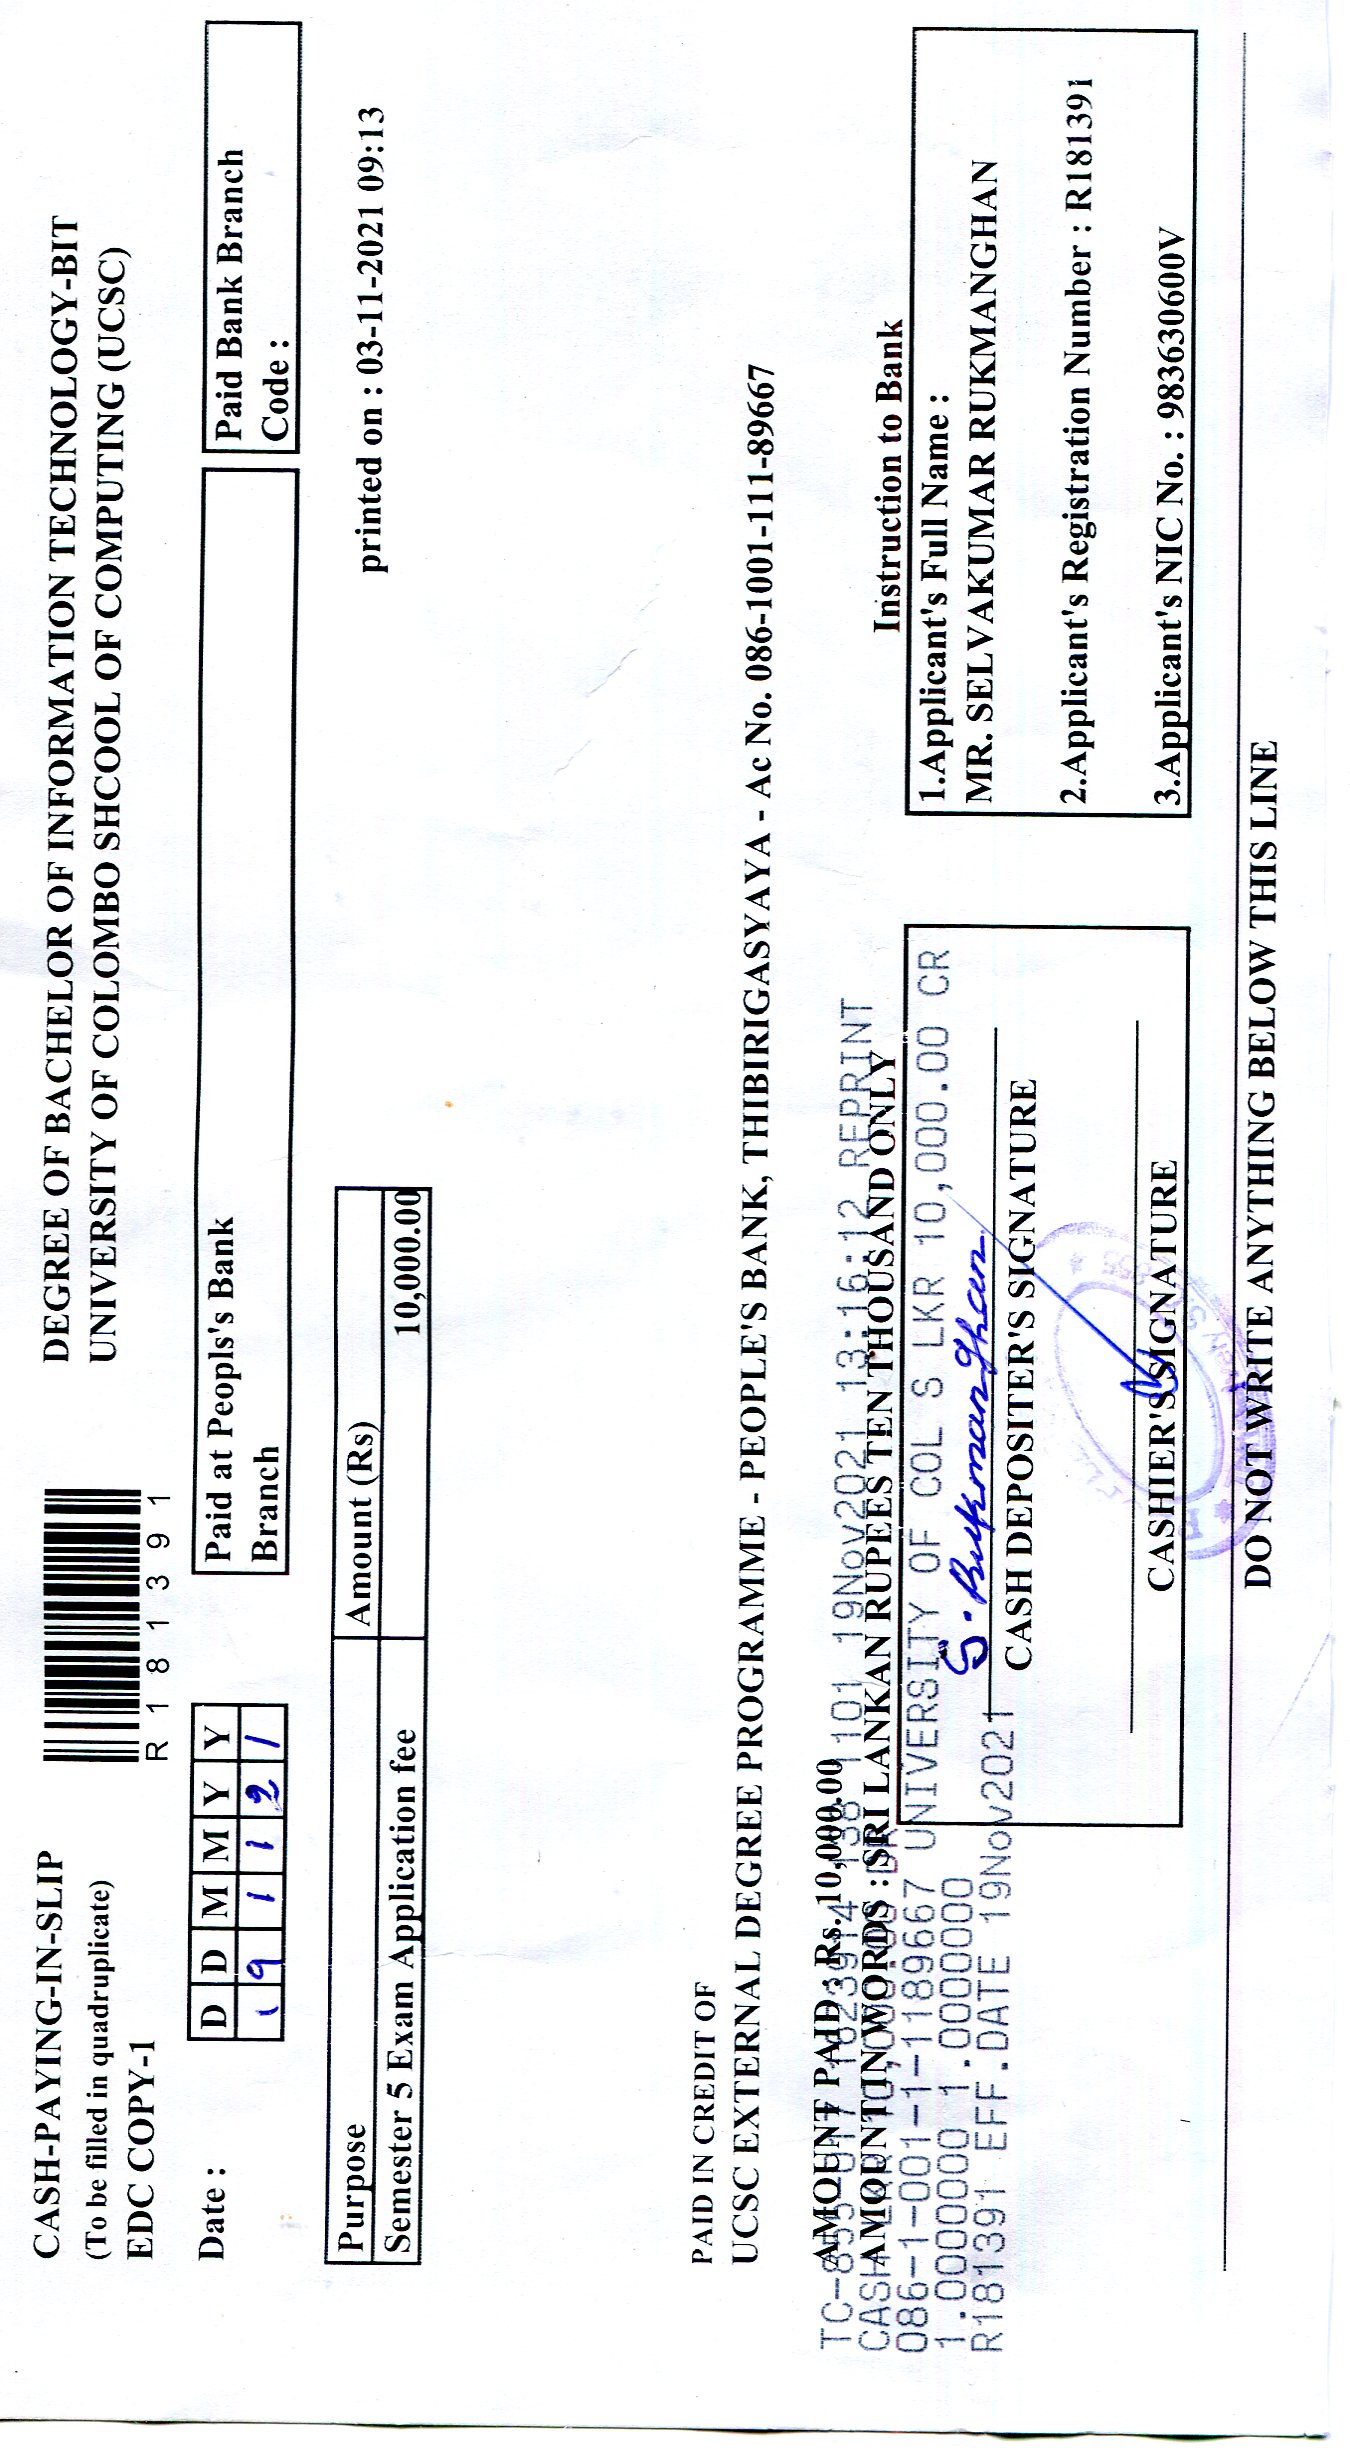 CASH-PAYING-IN-SLIP
(To be filled in quadruplicate)
EDC COPY-1
R 1 8 1 3 9 1
DEGREE OF BACHELOR OF INFORMATION TECHNOLOGY-BIT
UNIVERSITY OF COLOMBO SHCOOL OF COMPUTING (UCSC)
Date :
D D M M Y Y
1 9 1 1 2 1
Paid at Peopls's Bank
Branch
Paid Bank Branch
Code :
Purpose Amount (Rs)
Semester 5 Exam Application fee 10,000.00
printed on : 03-11-2021 09:13
PAID IN CREDIT OF
UCSC EXTERNAL DEGREE PROGRAMME - PEOPLE'S BANK, THIBIRIGASYAYA - Ac No. 086-1001-111-89667
AMOUNT PAID : Rs. 10,000.00
1101 19Nov2021 13:16:12 REPRINT
AMOUNT IN WORDS : SRI LANKAN RUPEES TEN THOUSAND ONLY
CASH LKR 10,000.00 DR
086-1-001-1-1189667 UNIVERSITY OF COL S LKR 10,000.00 CR
1.0000000 1.0000000
R181391 EFF.DATE 19Nov2021
S. Rukmanghan
CASH DEPOSITER'S SIGNATURE
CASHIER'S SIGNATURE
Instruction to Bank
1.Applicant's Full Name :
MR. SELVAKUMAR RUKMANGHAN
2.Applicant's Registration Number : R181391
3.Applicant's NIC No. : 983630600V
DO NOT WRITE ANYTHING BELOW THIS LINE